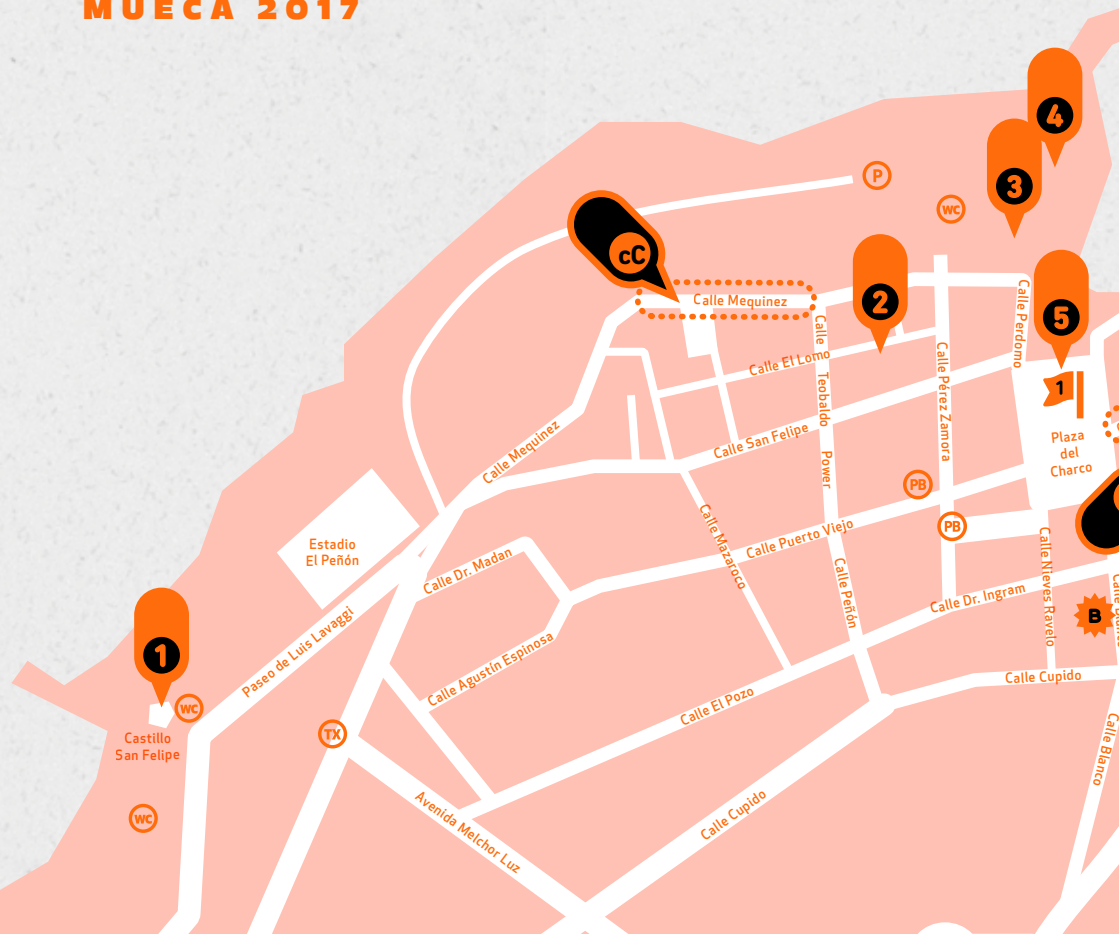 MUECA 2017
4
3
P
WC
cC
Calle Mequinez
2
5
Calle Perdomo
Calle El Lomo
Calle Teobaldo Power
Calle Pérez Zamora
1
Plaza
del
Charco
Calle San Felipe
Calle Mequinez
PB
PB
Calle Puerto Viejo
Calle Mazaroco
Calle Peñón
Calle Nieves Ravelo
Calle Dr. Ingram
B
Estadio
El Peñón
Calle Dr. Madan
Calle Agustín Espinosa
Paseo de Luis Lavaggi
1
WC
Castillo
San Felipe
WC
TX
Calle El Pozo
Calle Cupido
Calle Blanco
Avenida Melchor Luz
Calle Cupido